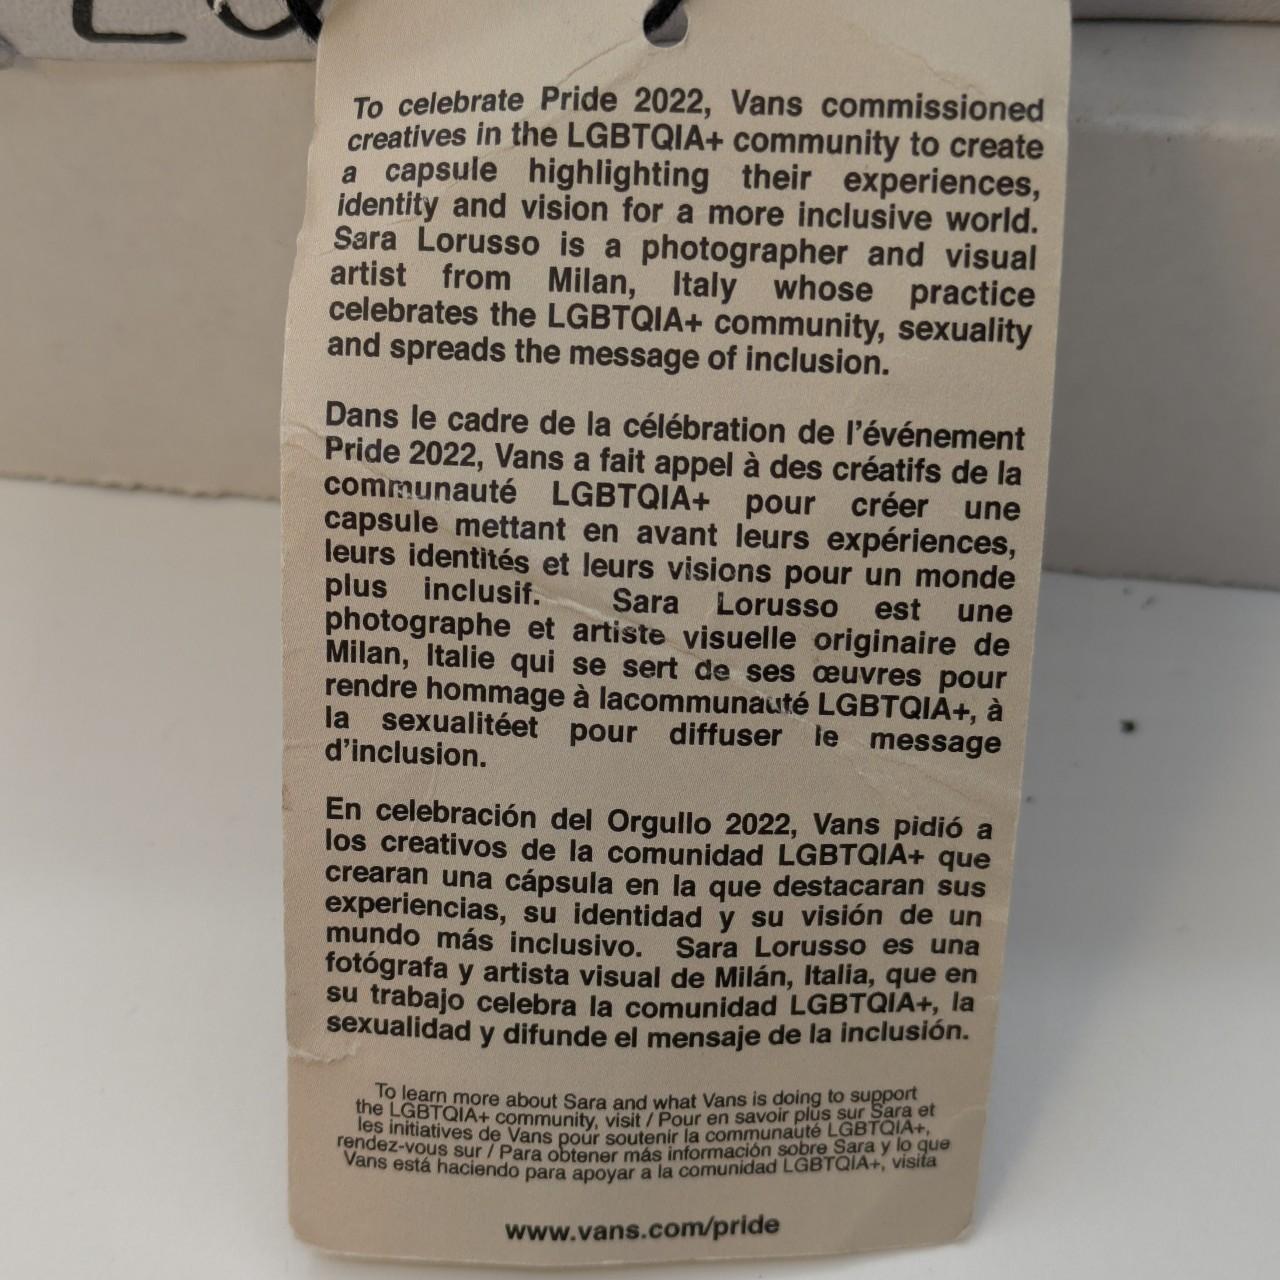 To celebrate Pride 2022, Vans commissioned
creatives in the LGBTQIA+ community to create
a capsule highlighting their experiences,
identity and vision for a more inclusive world.
Sara Lorusso is a photographer and visual
artist from Milan, Italy whose practice
celebrates the LGBTQIA+ community, sexuality
and spreads the message of inclusion.
Dans le cadre de la célébration de l'événement
Pride 2022, Vans a fait appel à des créatifs de la
communauté LGBTQIA+ pour créer une
capsule mettant en avant leurs expériences,
leurs identités et leurs visions pour un monde
plus inclusif. Sara Lorusso est une
photographe et artiste visuelle originaire de
Milan, Italie qui se sert de ses œuvres pour
rendre hommage à lacommunauté LGBTQIA+, à
la sexualitéet pour diffuser le message
d'inclusion.
En celebración del Orgullo 2022, Vans pidió a
los creativos de la comunidad LGBTQIA+ que
crearan una cápsula en la que destacaran sus
experiencias, su identidad y su visión de un
mundo más inclusivo. Sara Lorusso es una
fotógrafa y artista visual de Milán, Italia, que en
su trabajo celebra la comunidad LGBTQIA+, la
sexualidad y difunde el mensaje de la inclusión.
To learn more about Sara and what Vans is doing to support
the LGBTQIA+ community, visit / Pour en savoir plus sur Sara et
les initiatives de Vans pour soutenir la communauté LGBTQIA+,
rendez-vous sur / Para obtener más información sobre Sara y lo que
Vans está haciendo para apoyar a la comunidad LGBTQIA+, visita
www.vans.com/pride